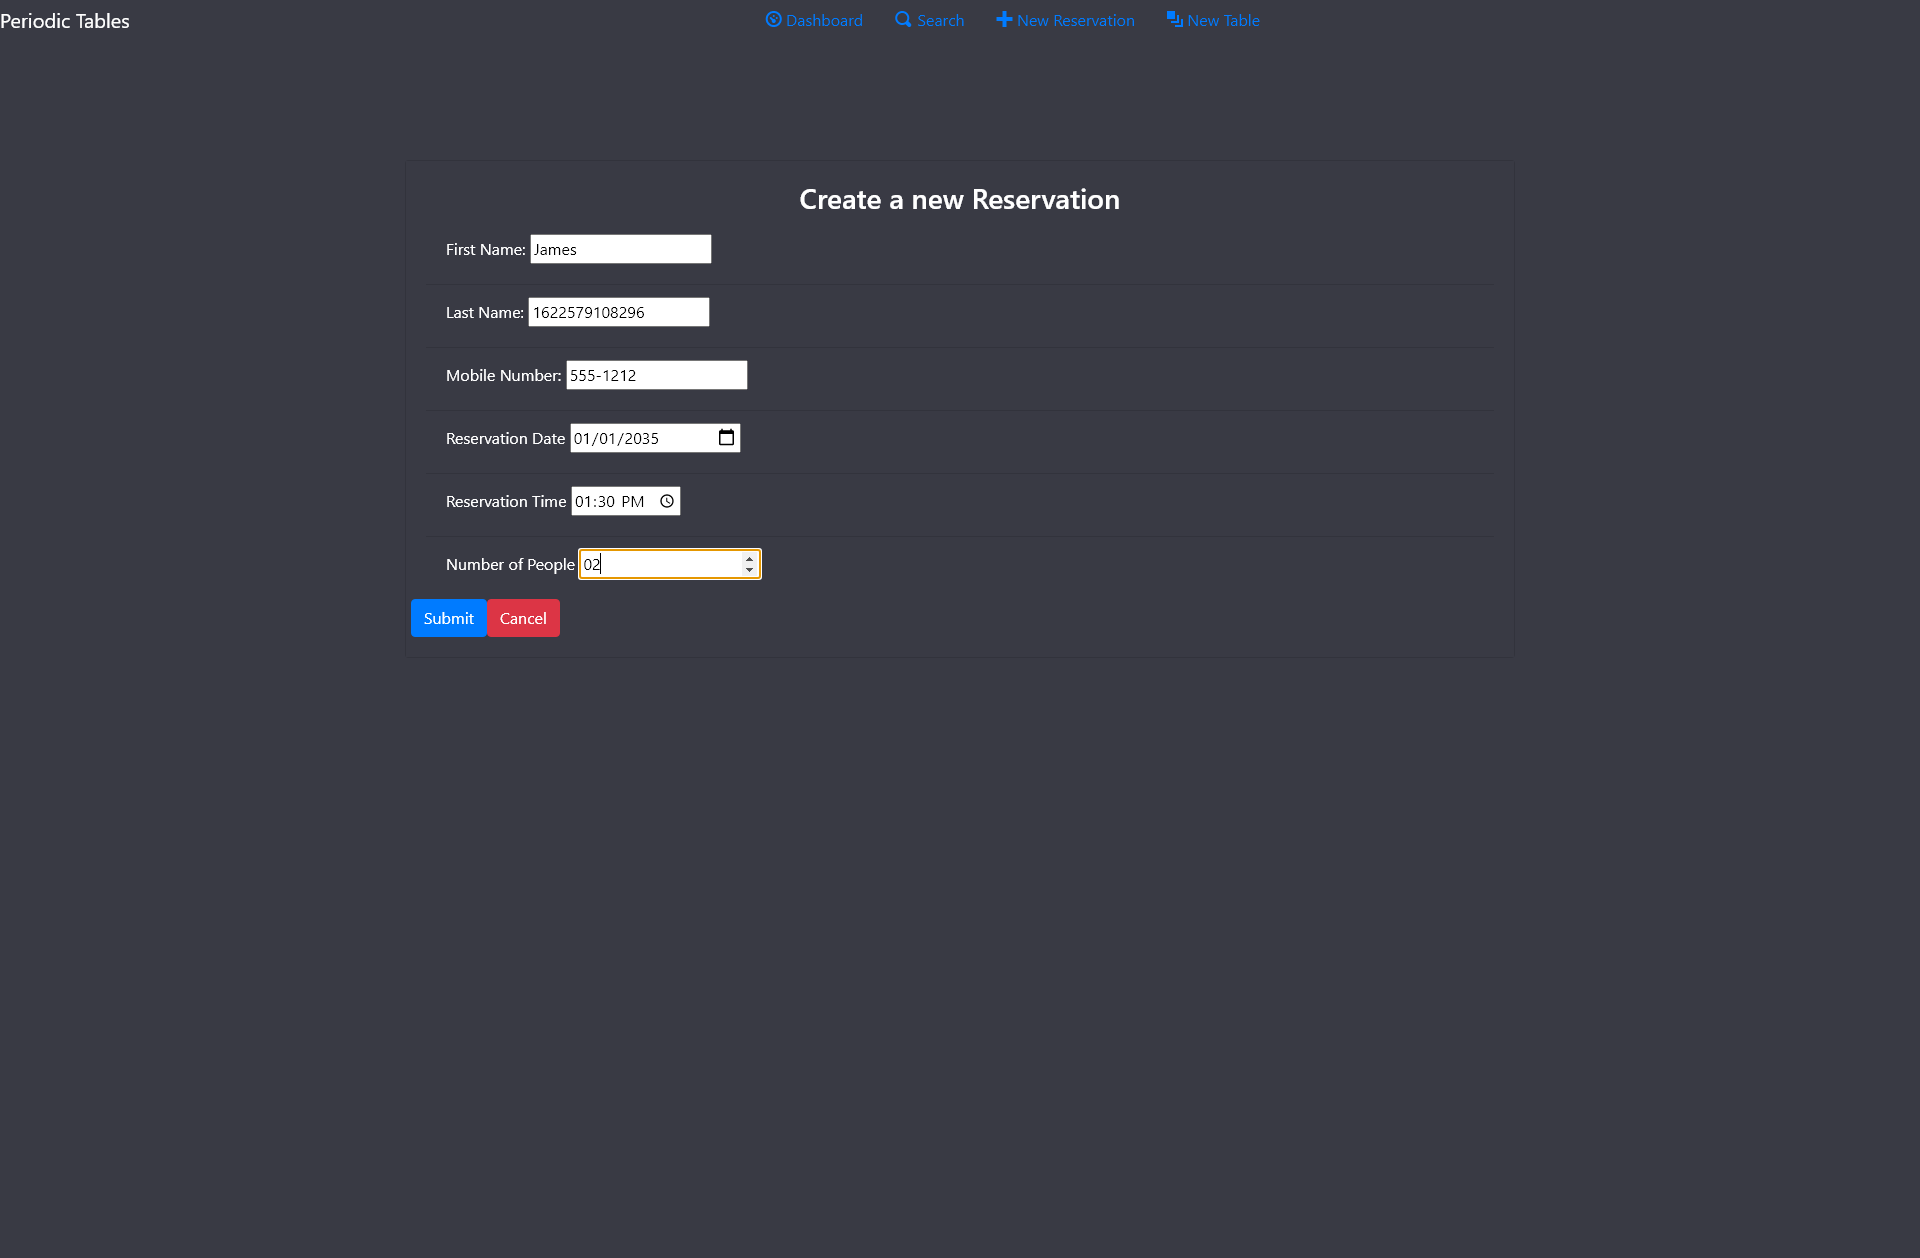 Periodic Tables
Dashboard Search New Reservation New Table
Create a new Reservation
First Name: James
Last Name: 1622579108296
Mobile Number: 555-1212
Reservation Date 01/01/2035
Reservation Time 01:30 PM
Number of People 02
Submit Cancel